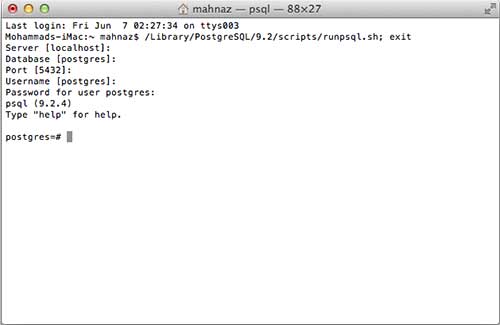 mahnaz — psql — 88×27
Last login: Fri Jun  7 02:27:34 on ttys003
Mohammads-iMac:~ mahnaz$ /Library/PostgreSQL/9.2/scripts/runpsql.sh; exit
Server [localhost]:
Database [postgres]:
Port [5432]:
Username [postgres]:
Password for user postgres:
psql (9.2.4)
Type "help" for help.
postgres=#